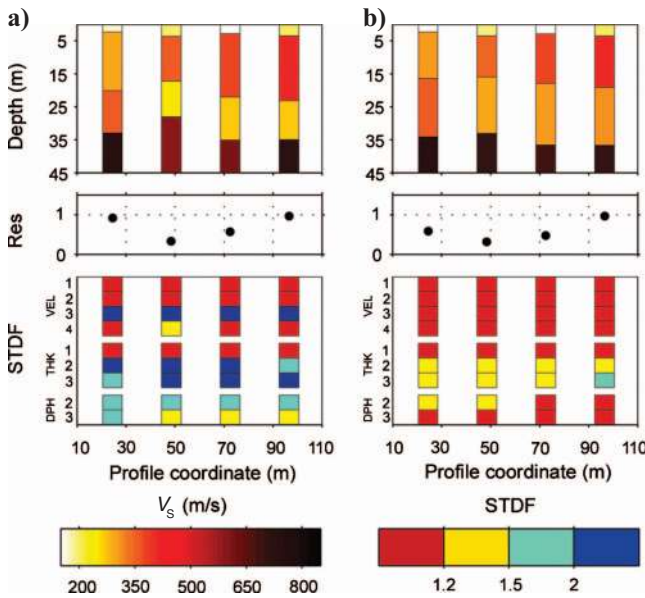 a)
b)
Depth (m)
5
15
25
35
45
5
15
25
35
45
Res
1
0
1
0
STDF
VEL
1
2
3
4
THK
1
2
3
DPH
2
3
VEL
1
2
3
4
THK
1
2
3
DPH
2
3
10 30 50 70 90 110
10 30 50 70 90 110
Profile coordinate (m)
Profile coordinate (m)
Vs (m/s)
STDF
200 350 500 650 800
1.2 1.5 2